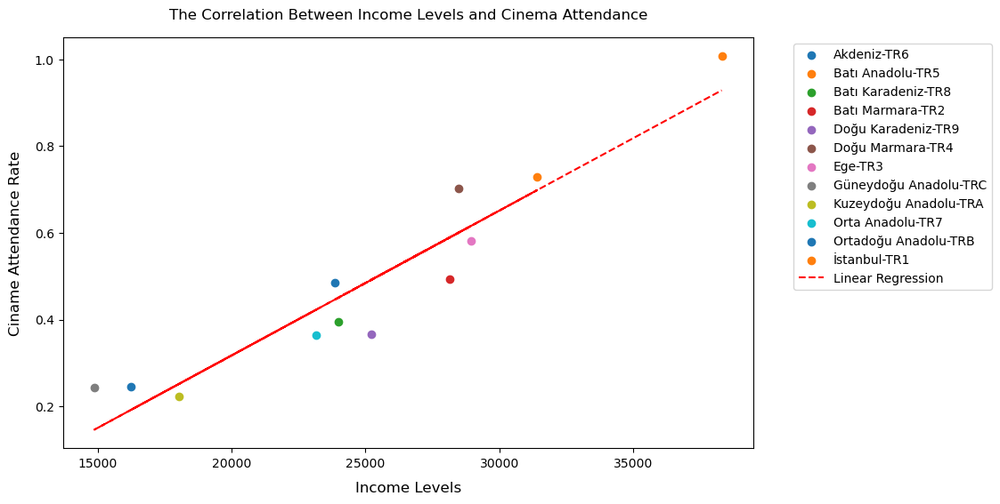 The Correlation Between Income Levels and Cinema Attendance
Ciname Attendance Rate
1.0
0.8
0.6
0.4
0.2
15000
20000
25000
30000
35000
Income Levels
Akdeniz-TR6
Batı Anadolu-TR5
Batı Karadeniz-TR8
Batı Marmara-TR2
Doğu Karadeniz-TR9
Doğu Marmara-TR4
Ege-TR3
Güneydoğu Anadolu-TRC
Kuzeydoğu Anadolu-TRA
Orta Anadolu-TR7
Ortadoğu Anadolu-TRB
İstanbul-TR1
Linear Regression